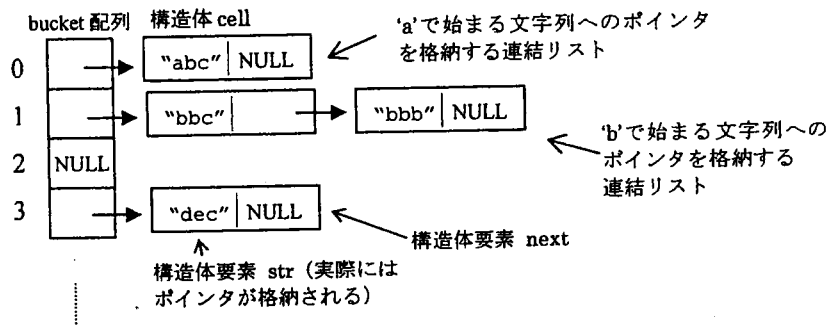 bucket 配列 構造体 cell
'a'で始まる文字列へのポインタ
を格納する連結リスト
0 "abc" NULL
1 "bbc" "bbb" NULL
'b'で始まる文字列への
ポインタを格納する
連結リスト
2 NULL
3 "dec" NULL
構造体要素 next
構造体要素 str（実際には
ポインタが格納される）